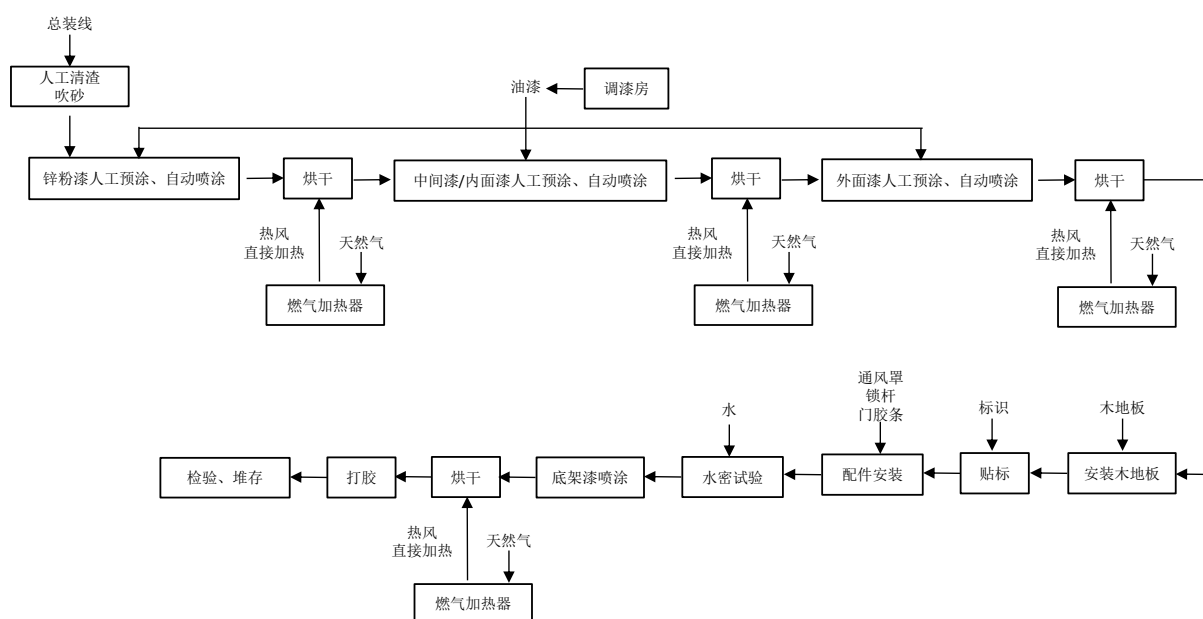 总装线
人工清渣
吹砂
油漆
调漆房
锌粉漆人工预涂、自动喷涂
烘干
中间漆/内面漆人工预涂、自动喷涂
烘干
外面漆人工预涂、自动喷涂
烘干
热风
直接加热
天然气
燃气加热器
热风
直接加热
天然气
燃气加热器
热风
直接加热
天然气
燃气加热器
木地板
安装木地板
标识
贴标
通风罩
锁杆
门胶条
配件安装
水
水密试验
底架漆喷涂
烘干
热风
直接加热
天然气
燃气加热器
打胶
检验、堆存